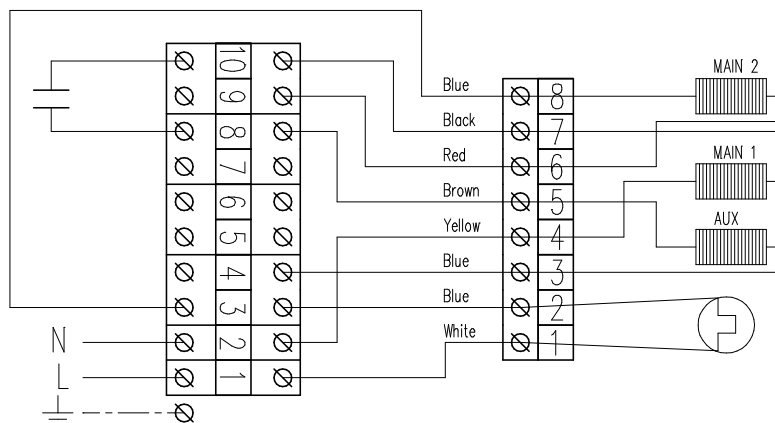 10
9
8
7
6
5
4
3
2
1
N
L
Blue
Black
Red
Brown
Yellow
Blue
Blue
White
8
7
6
5
4
3
2
1
MAIN 2
MAIN 1
AUX